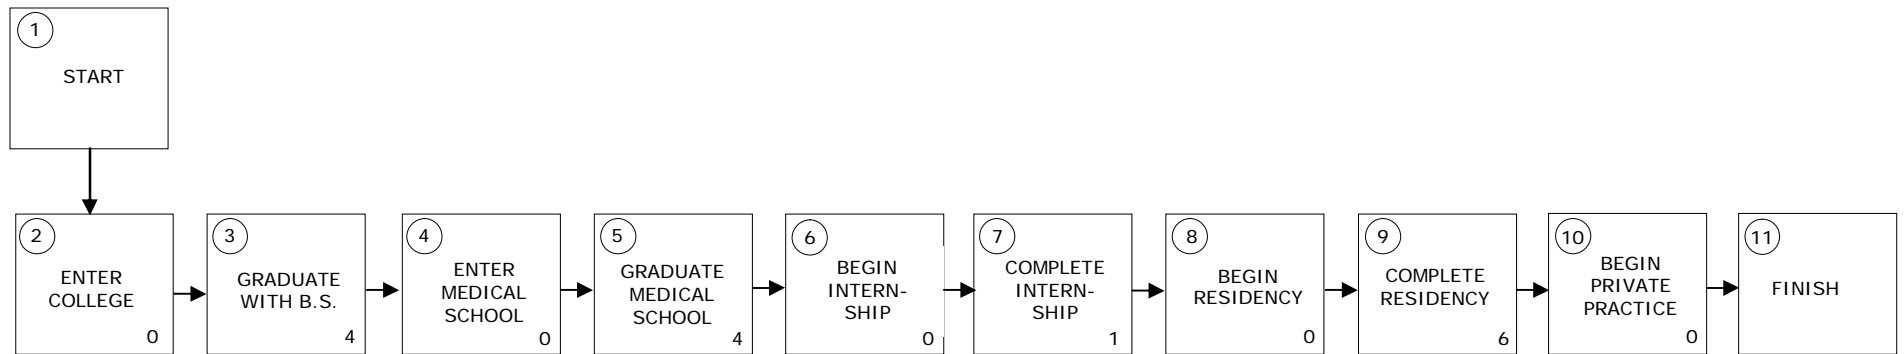 1
START
2
ENTER
COLLEGE
0
3
GRADUATE
WITH B.S.
4
4
ENTER
MEDICAL
SCHOOL
0
5
GRADUATE
MEDICAL
SCHOOL
4
6
BEGIN
INTERN-
SHIP
0
7
COMPLETE
INTERN-
SHIP
1
8
BEGIN
RESIDENCY
0
9
COMPLETE
RESIDENCY
6
10
BEGIN
PRIVATE
PRACTICE
0
11
FINISH